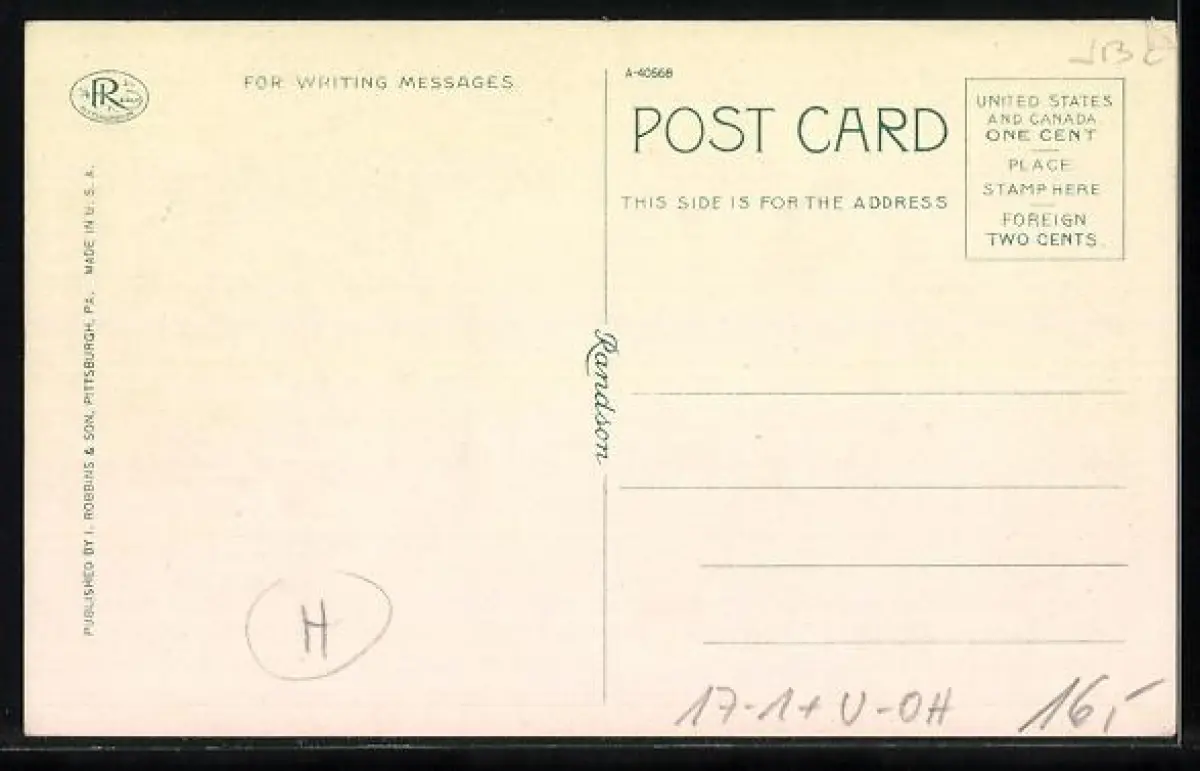 FOR WRITING MESSAGES
PR
PUBLISHED BY I. ROBBINS & SON, PITTSBURGH, PA. MADE IN U. S. A.
H
Randson
A-40568
POST CARD
THIS SIDE IS FOR THE ADDRESS
UNITED STATES
AND CANADA
ONE CENT
PLACE
STAMP HERE
FOREIGN
TWO CENTS
17-1+ U-OH
16,-